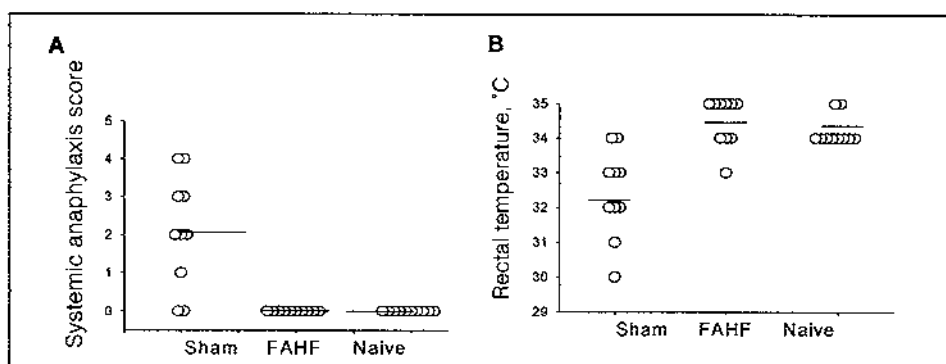 A
Systemic anaphylaxis score
5
4
3
2
1
0
Sham FAHF Naive
B
Rectal temperature, °C
35
34
33
32
31
30
29
Sham FAHF Naive